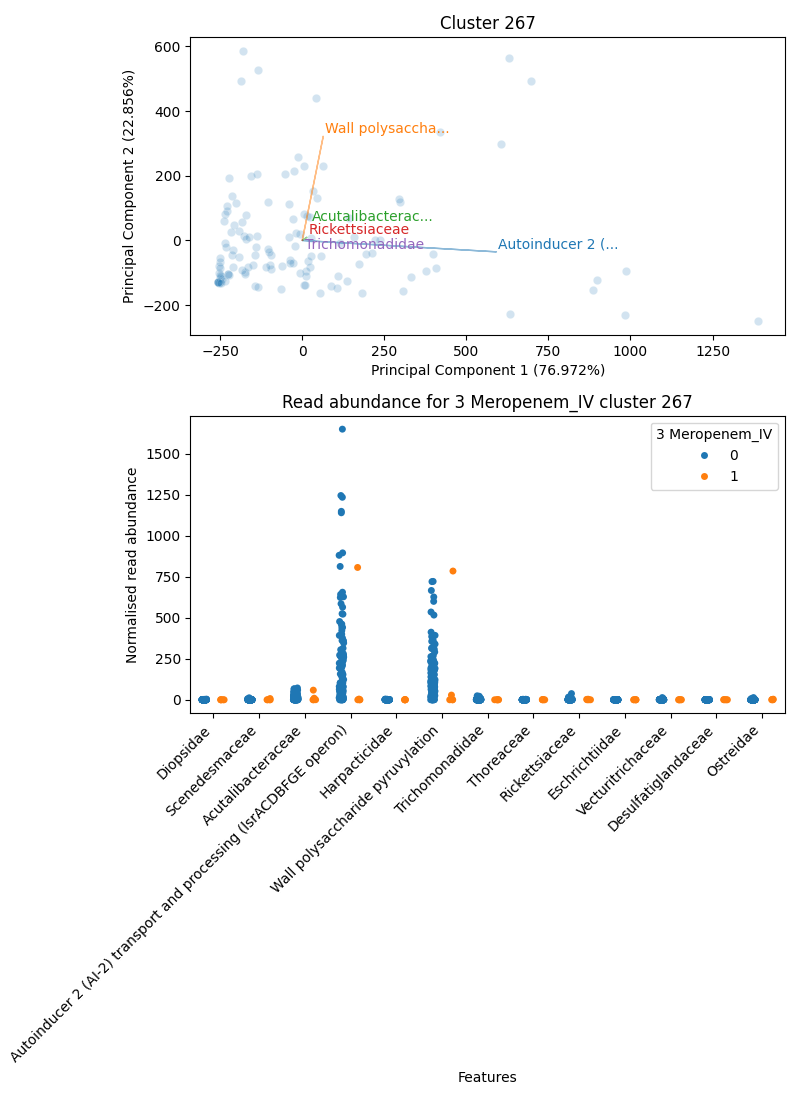 Cluster 267
600
400
200
0
−200
Principal Component 2 (22.856%)
Wall polysaccha...
Acutalibacterac...
Rickettsiaceae
Trichomonadidae
Autoinducer 2 (...
−250
0
250
500
750
1000
1250
Principal Component 1 (76.972%)
Read abundance for 3 Meropenem_IV cluster 267
3 Meropenem_IV
0
1
1500
1250
1000
750
500
250
0
Normalised read abundance
Diopsidae
Scenedesmaceae
Acutalibacteraceae
Autoinducer 2 (AI-2) transport and processing (lsrACDBFGE operon)
Harpacticidae
Wall polysaccharide pyruvylation
Trichomonadidae
Thoreaceae
Rickettsiaceae
Eschrichtiidae
Vecturitrichaceae
Desulfatiglandaceae
Ostreidae
Features